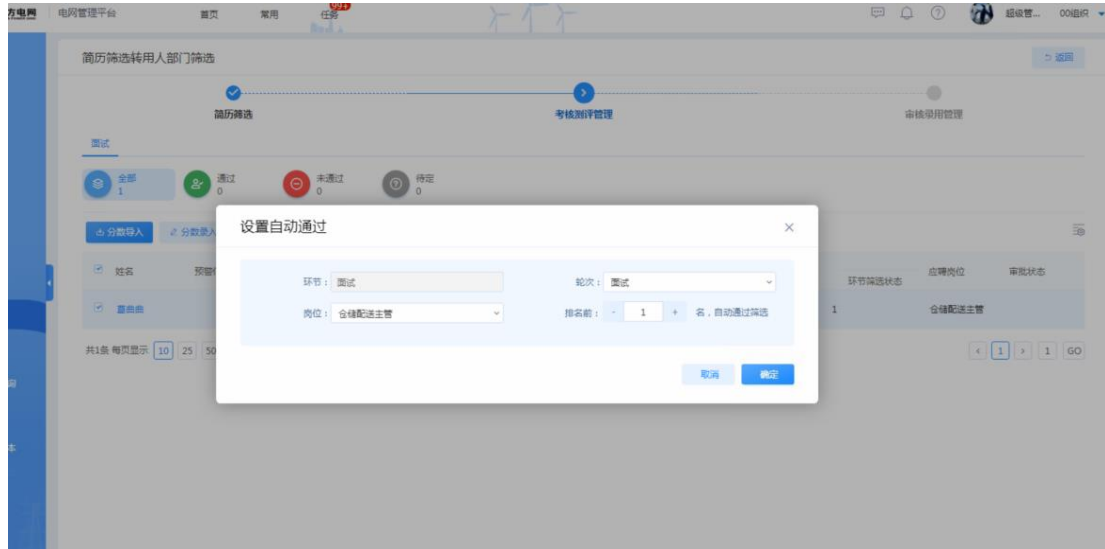 方电网 电网管理平台 首页 常用 任务 99+ 超级管... 00组织
简历筛选转用人部门筛选 返回
简历筛选 考核测评管理 审核录用管理
面试
全部 通过 未通过 待定
1 0 0 0
分数导入 分数录入
设置自动通过
姓名 环节筛选状态 应聘岗位 审批状态
环节： 面试 轮次： 面试
岗位： 仓储配送主管 排名前： - 1 + 名，自动通过筛选
1 仓储配送主管
共1条 每页显示 10 25 50 < 1 > 1 GO
取消 确定
本